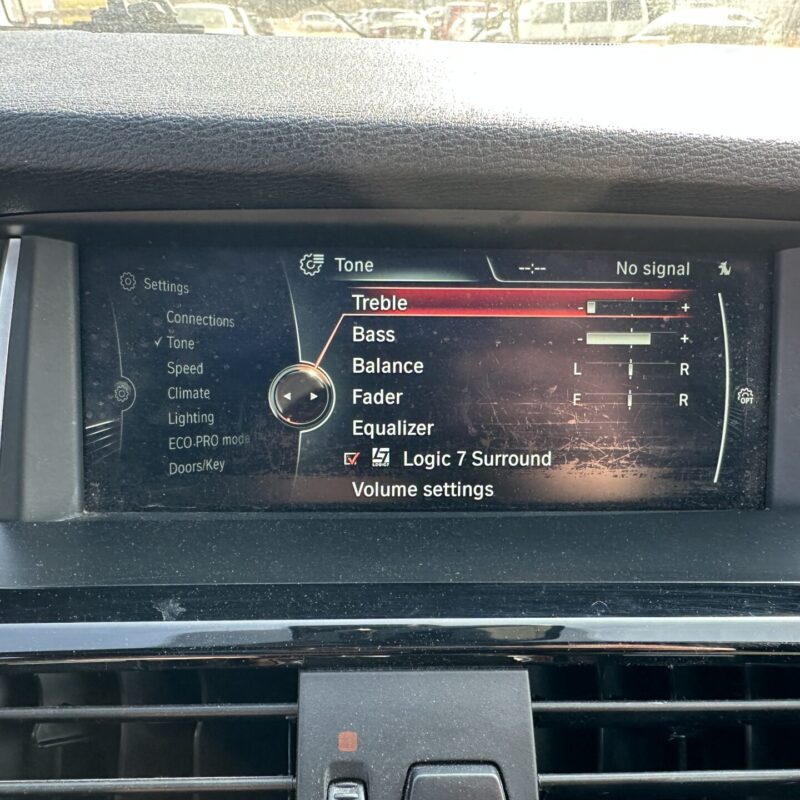 Settings
Connections
Tone
Speed
Climate
Lighting
ECO PRO mode
Doors/Key
Tone
--:--
No signal
Treble - +
Bass - +
Balance L R
Fader F R
Equalizer
LOGIC7 Logic 7 Surround
Volume settings
OPT